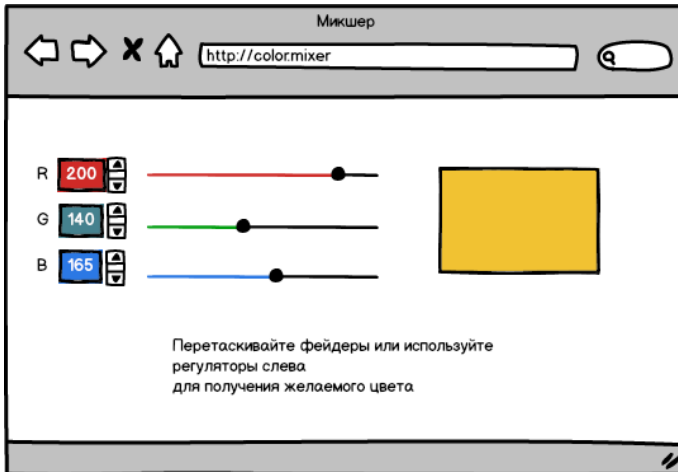 Микшер
http://color.mixer
R 200
G 140
B 165
Перетаскивайте фейдеры или используйте
регуляторы слева
для получения желаемого цвета